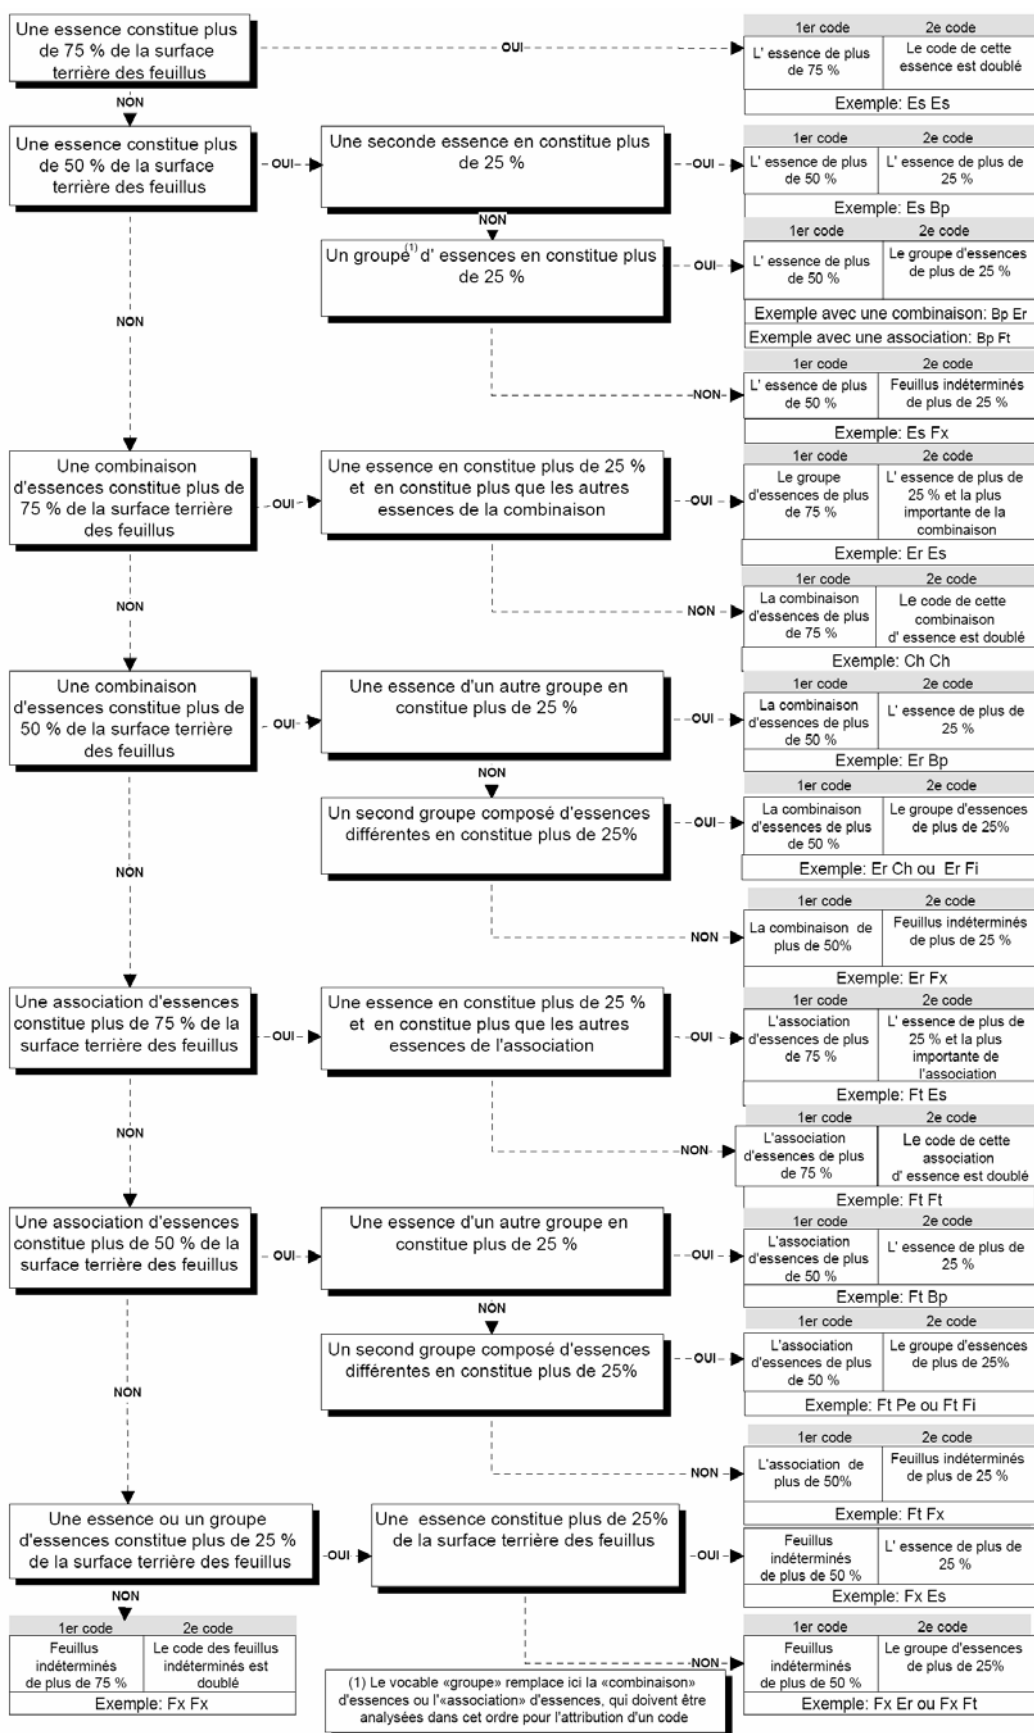 Une essence constitue plus
de 75 % de la surface
terrière des feuillus
OUI
1er code 2e code
L' essence de plus
de 75 %
Le code de cette
essence est doublé
Exemple: Es Es
NON
Une essence constitue plus
de 50 % de la surface
terrière des feuillus
OUI
Une seconde essence en constitue plus
de 25 %
OUI
1er code 2e code
L' essence de plus
de 50 %
L' essence de plus de
25 %
Exemple: Es Bp
NON
Un groupe(1) d' essences en constitue plus
de 25 %
OUI
1er code 2e code
L' essence de plus
de 50 %
Le groupe d'essences
de plus de 25 %
Exemple avec une combinaison: Bp Er
Exemple avec une association: Bp Ft
NON
NON
1er code 2e code
L' essence de plus
de 50 %
Feuillus indéterminés
de plus de 25 %
Exemple: Es Fx
Une combinaison
d'essences constitue plus de
75 % de la surface terrière
des feuillus
OUI
Une essence en constitue plus de 25 %
et en constitue plus que les autres
essences de la combinaison
OUI
1er code 2e code
Le groupe
d'essences de plus
de 75 %
L' essence de plus de
25 % et la plus
importante de la
combinaison
Exemple: Er Es
NON
NON
1er code 2e code
La combinaison
d'essences de plus
de 75 %
Le code de cette
combinaison
d' essence est doublé
Exemple: Ch Ch
Une combinaison
d'essences constitue plus de
50 % de la surface terrière
des feuillus
OUI
Une essence d'un autre groupe en
constitue plus de 25 %
OUI
1er code 2e code
La combinaison
d'essences de plus
de 50 %
L' essence de plus de
25 %
Exemple: Er Bp
NON
Un second groupe composé d'essences
différentes en constitue plus de 25%
OUI
1er code 2e code
La combinaison
d'essences de plus
de 50 %
Le groupe d'essences
de plus de 25%
Exemple: Er Ch ou Er Fi
NON
NON
1er code 2e code
La combinaison de
plus de 50%
Feuillus indéterminés
de plus de 25 %
Exemple: Er Fx
Une association d'essences
constitue plus de 75 % de la
surface terrière des feuillus
OUI
Une essence en constitue plus de 25 %
et en constitue plus que les autres
essences de l'association
OUI
1er code 2e code
L'association
d'essences de plus
de 75 %
L' essence de plus de
25 % et la plus
importante de
l'association
Exemple: Ft Es
NON
NON
1er code 2e code
L'association
d'essences de plus
de 75 %
Le code de cette
association
d' essence est doublé
Exemple: Ft Ft
Une association d'essences
constitue plus de 50 % de la
surface terrière des feuillus
OUI
Une essence d'un autre groupe en
constitue plus de 25 %
OUI
1er code 2e code
L'association
d'essences de plus
de 50 %
L' essence de plus de
25 %
Exemple: Ft Bp
NON
Un second groupe composé d'essences
différentes en constitue plus de 25%
OUI
1er code 2e code
L'association
d'essences de plus
de 50 %
Le groupe d'essences
de plus de 25%
Exemple: Ft Pe ou Ft Fi
NON
NON
1er code 2e code
L'association de
plus de 50%
Feuillus indéterminés
de plus de 25 %
Exemple: Ft Fx
Une essence ou un groupe
d'essences constitue plus de 25 %
de la surface terrière des feuillus
OUI
Une essence constitue plus de 25%
de la surface terrière des feuillus
OUI
Feuillus
indéterminés
de plus de 50 %
L' essence de plus de
25 %
Exemple: Fx Es
NON
1er code 2e code
Feuillus
indéterminés
de plus de 75 %
Le code des feuillus
indéterminés est
doublé
Exemple: Fx Fx
NON
1er code 2e code
Feuillus
indéterminés
de plus de 50 %
Le groupe d'essences
de plus de 25%
Exemple: Fx Er ou Fx Ft
(1) Le vocable «groupe» remplace ici la «combinaison»
d'essences ou l'«association» d'essences, qui doivent être
analysées dans cet ordre pour l'attribution d'un code